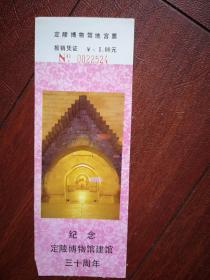 定陵博物馆地宫票
报销凭证 ￥：1.00元
№ 0022524
纪念
定陵博物馆建馆
三十周年